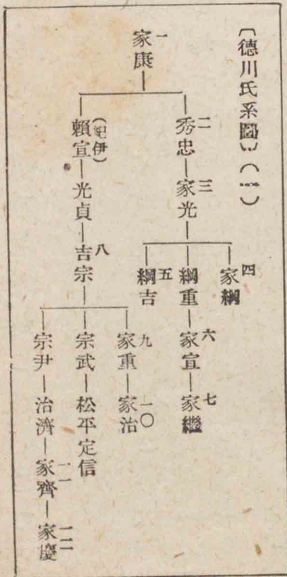 〔德川氏系圖〕(一)
一 家康
二 秀忠
三 家光
四 家綱
綱重
五 綱吉
六 家宣
七 家繼
(紀伊) 賴宣
光貞
八 吉宗
九 家重
一〇 家治
宗武
松平定信
宗尹
治濟
一一 家齊
一二 家慶